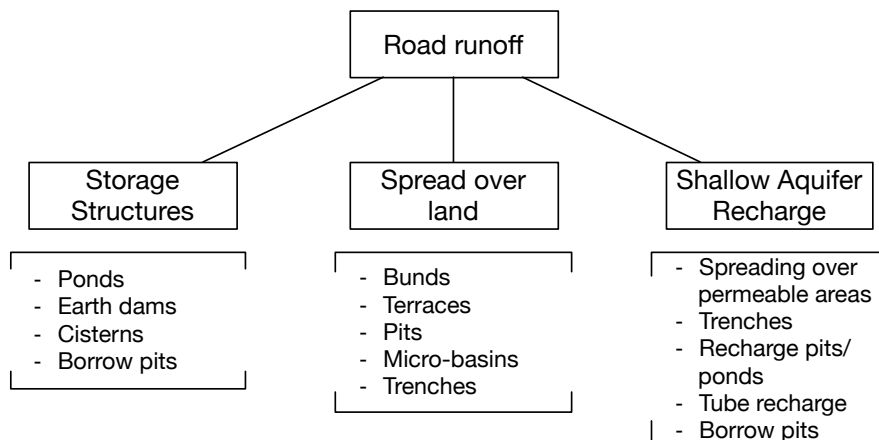 Road runoff
Storage
Structures
Spread over
land
Shallow Aquifer
Recharge
- Ponds
- Earth dams
- Cisterns
- Borrow pits
- Bunds
- Terraces
- Pits
- Micro-basins
- Trenches
- Spreading over
permeable areas
- Trenches
- Recharge pits/
ponds
- Tube recharge
- Borrow pits